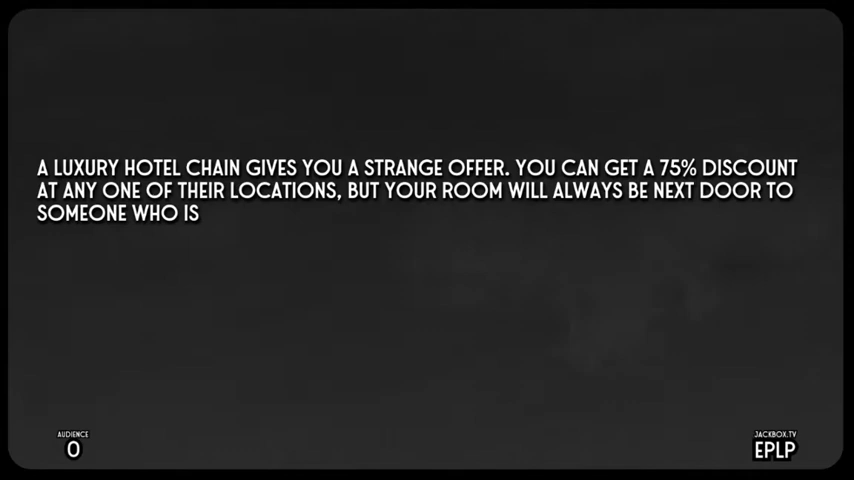 A LUXURY HOTEL CHAIN GIVES YOU A STRANGE OFFER. YOU CAN GET A 75% DISCOUNT
AT ANY ONE OF THEIR LOCATIONS, BUT YOUR ROOM WILL ALWAYS BE NEXT DOOR TO
SOMEONE WHO IS
AUDIENCE
0
JACKBOX.TV
EPLP